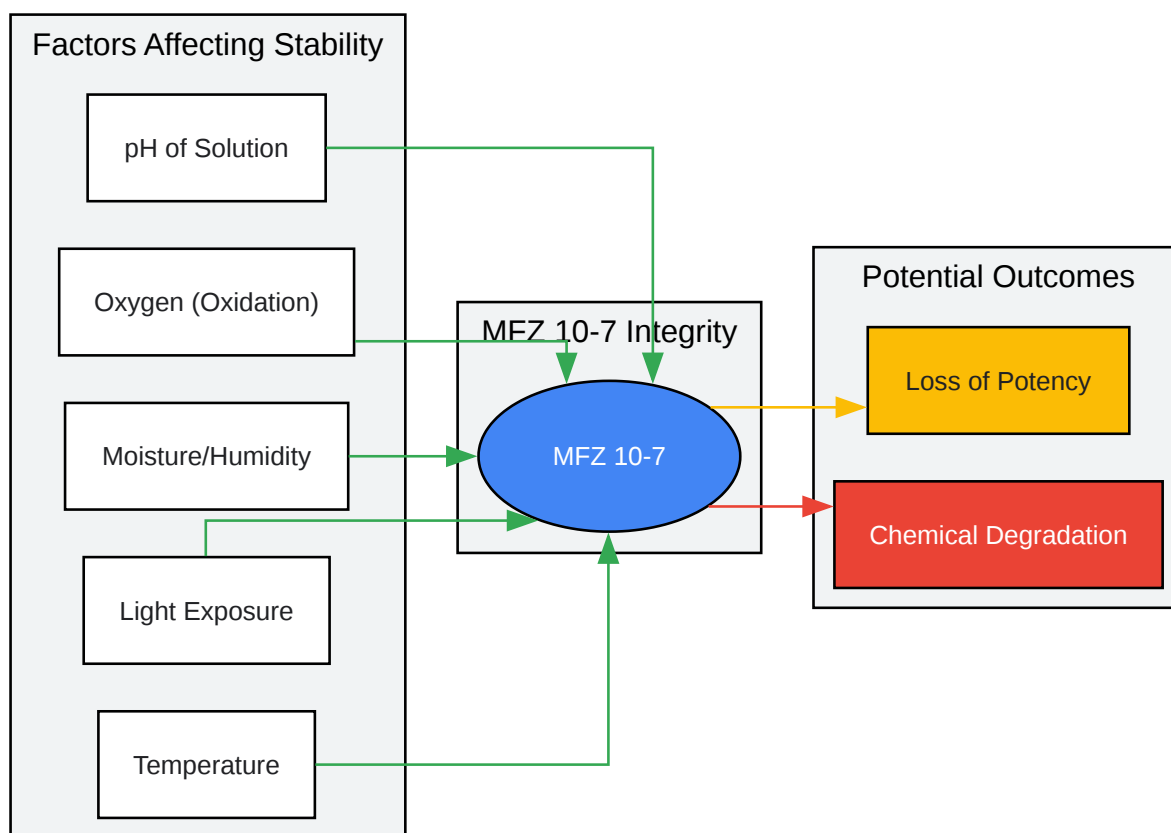 Factors Affecting Stability
pH of Solution
Oxygen (Oxidation)
Moisture/Humidity
Light Exposure
Temperature
MFZ 10-7 Integrity
MFZ 10-7
Potential Outcomes
Loss of Potency
Chemical Degradation